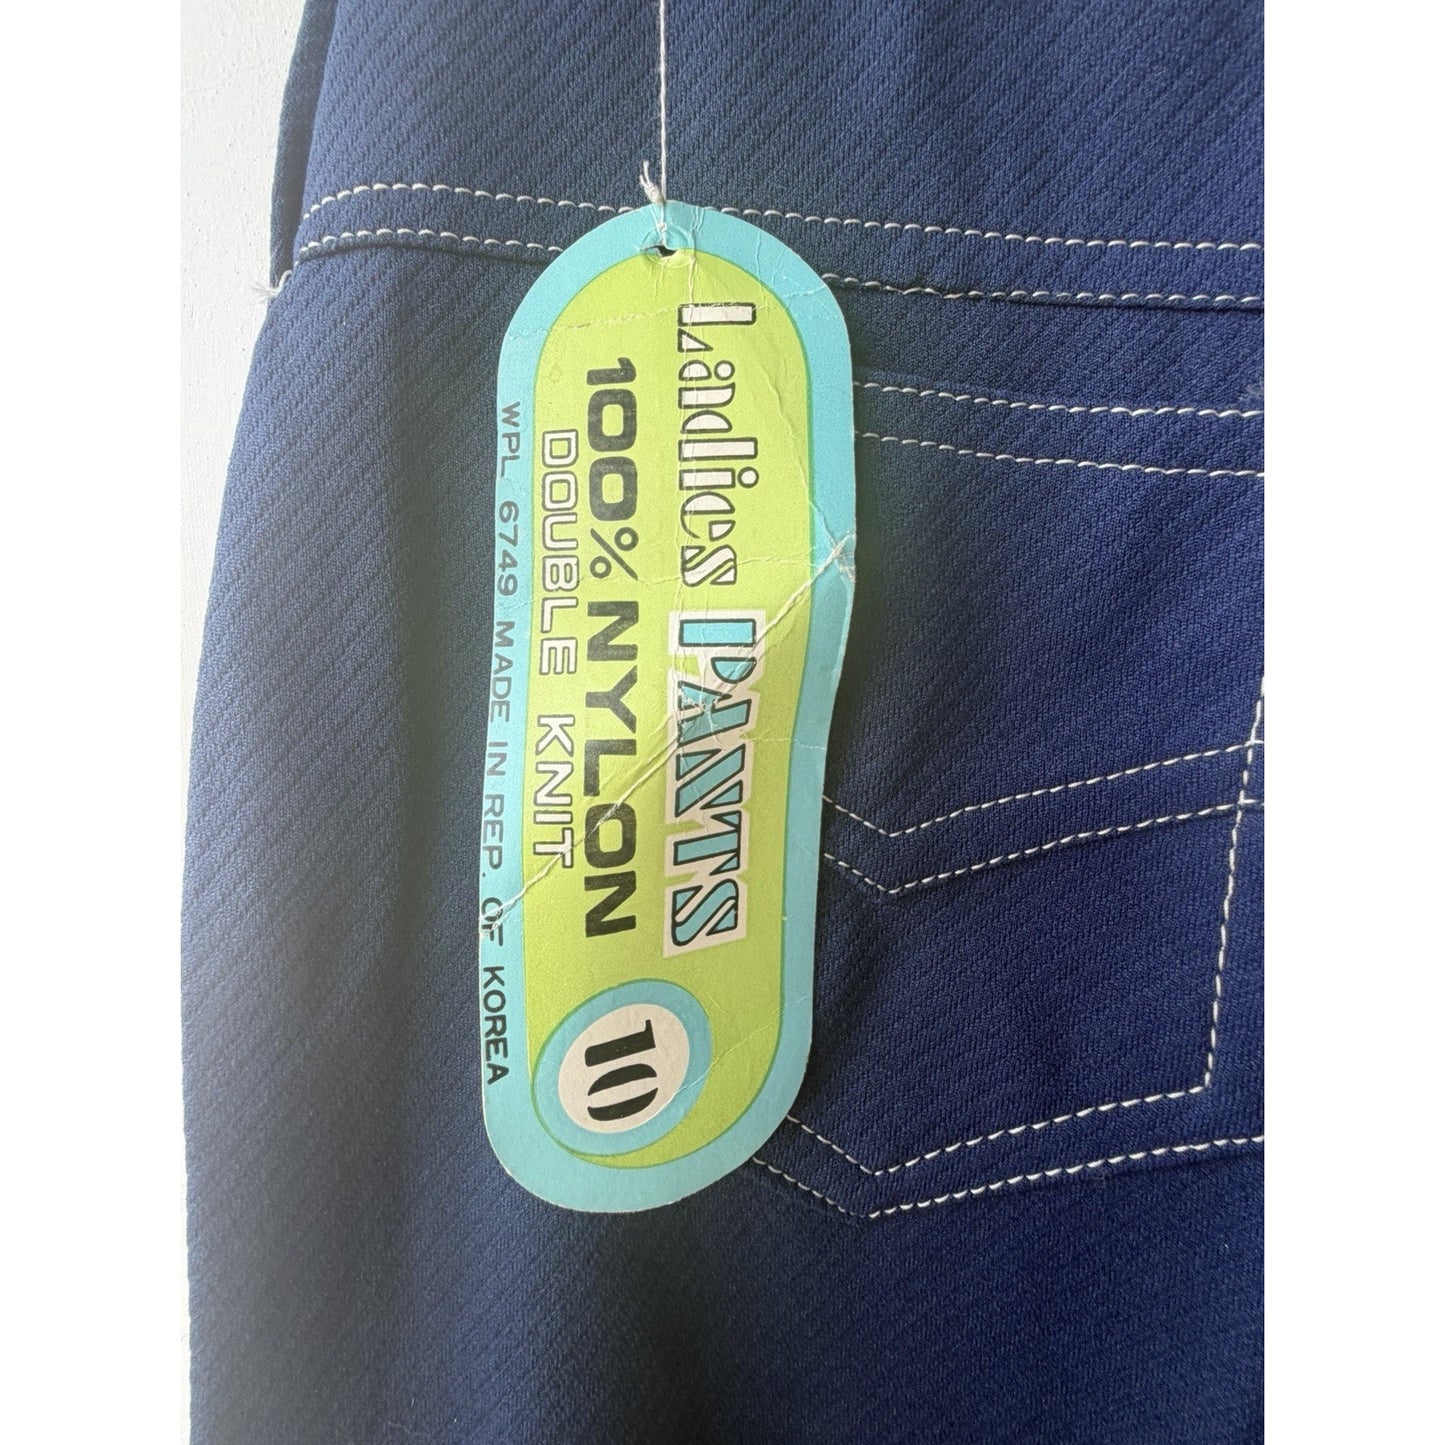 Ladies PANTS
100% NYLON
DOUBLE KNIT
WPL 6749 MADE IN REP. OF KOREA
10